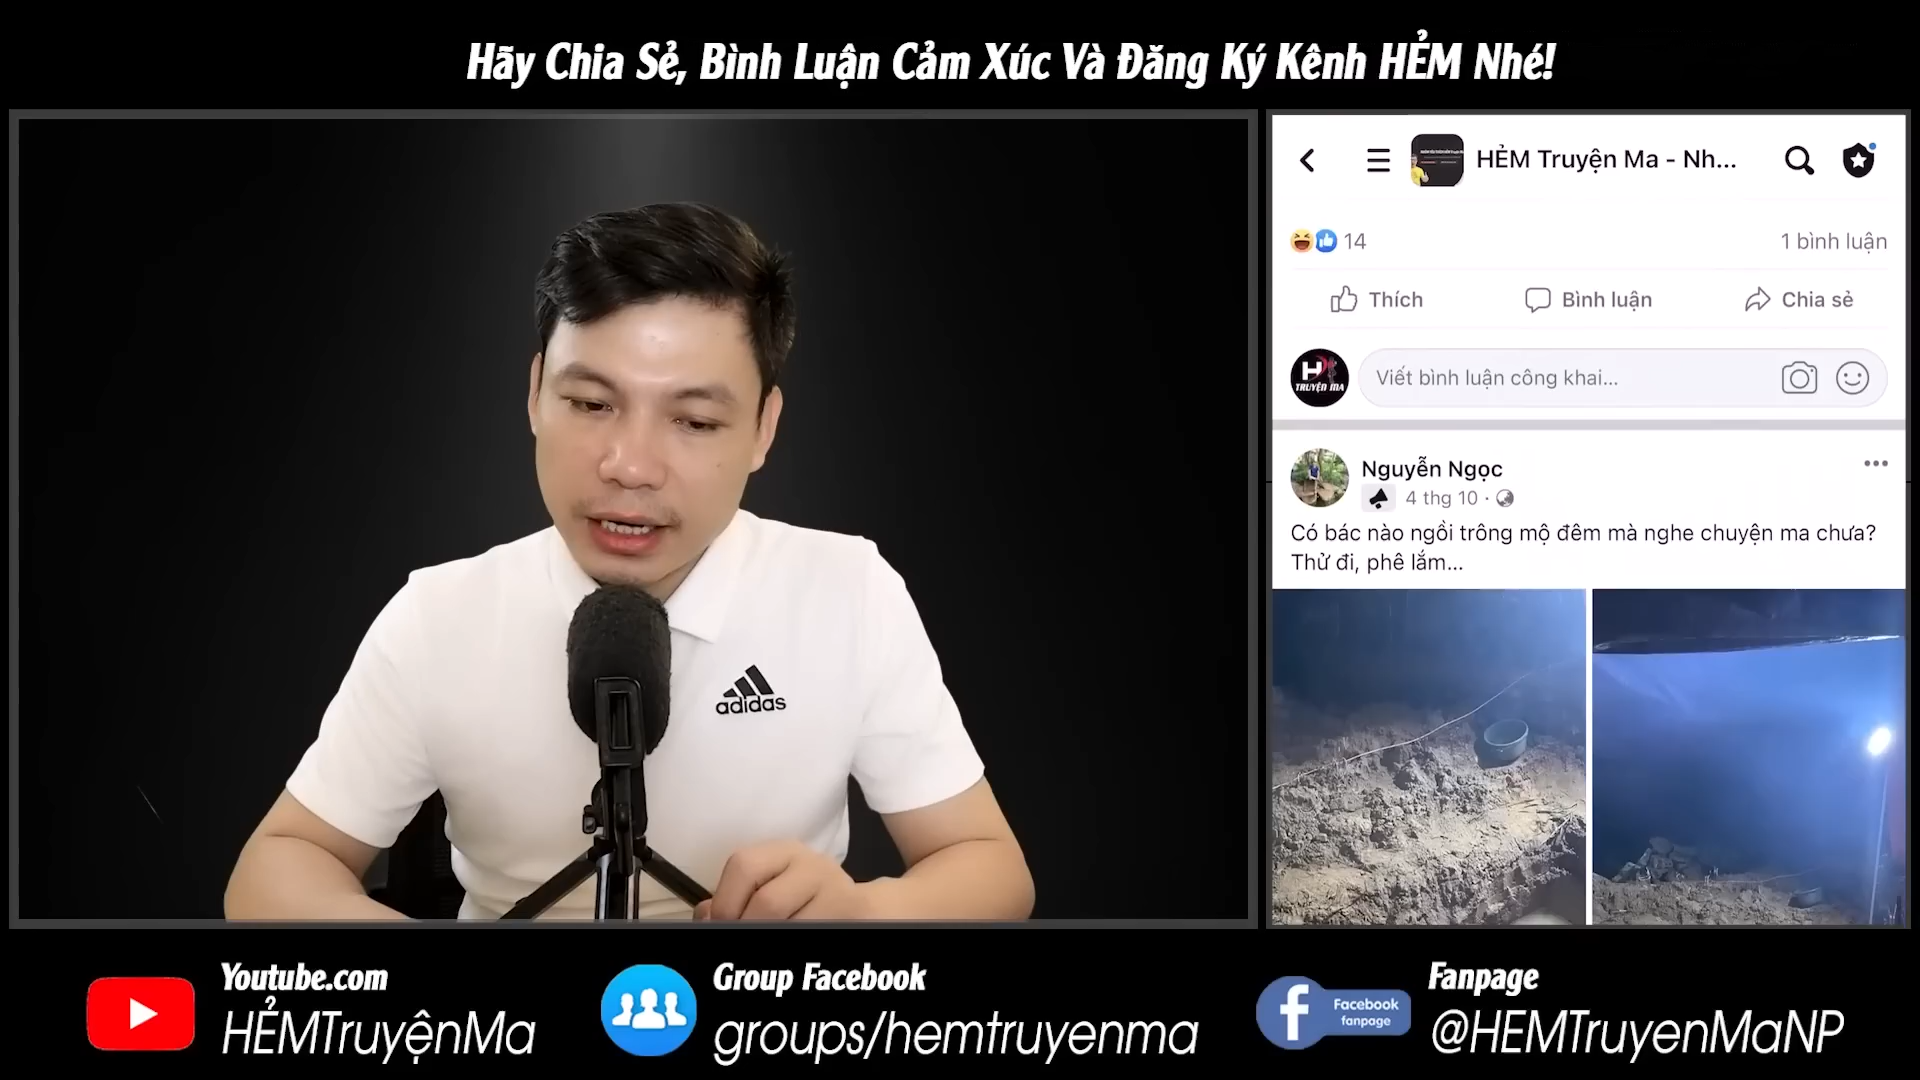 Hãy Chia Sẻ, Bình Luận Cảm Xúc Và Đăng Ký Kênh HẺM Nhé!
HẺM Truyện Ma - Nh...
14
1 bình luận
Thích
Bình luận
Chia sẻ
H
TRUYỆN MA
Viết bình luận công khai...
Nguyễn Ngọc
4 thg 10 ·
Có bác nào ngồi trông mộ đêm mà nghe chuyện ma chưa?
Thử đi, phê lắm...
adidas
Youtube.com
HẺMTruyệnMa
Group Facebook
groups/hemtruyenma
Facebook
fanpage
Fanpage
@HEMTruyenMaNP